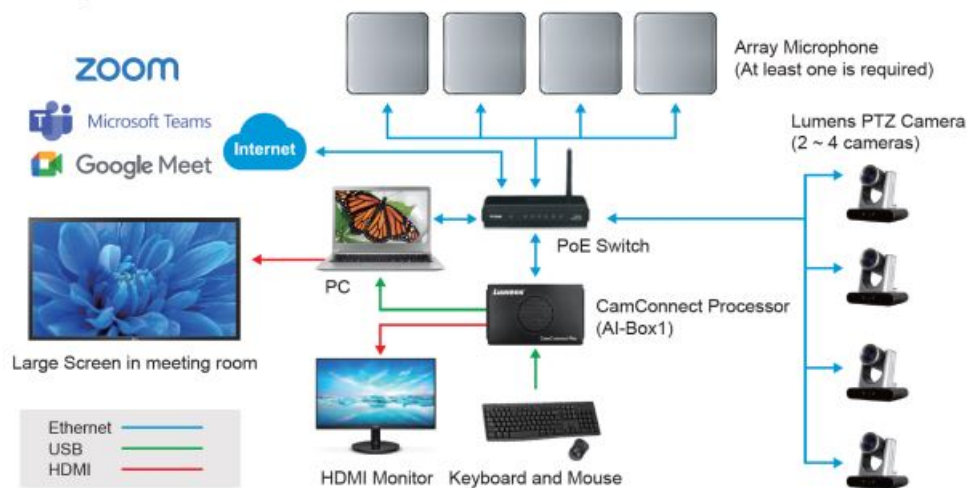 zoom
Microsoft Teams
Google Meet
Internet
Array Microphone
(At least one is required)
Lumens PTZ Camera
(2 ~ 4 cameras)
PoE Switch
PC
Lumens
CamConnect Processor
(AI-Box1)
Large Screen in meeting room
Ethernet
USB
HDMI
HDMI Monitor
Keyboard and Mouse